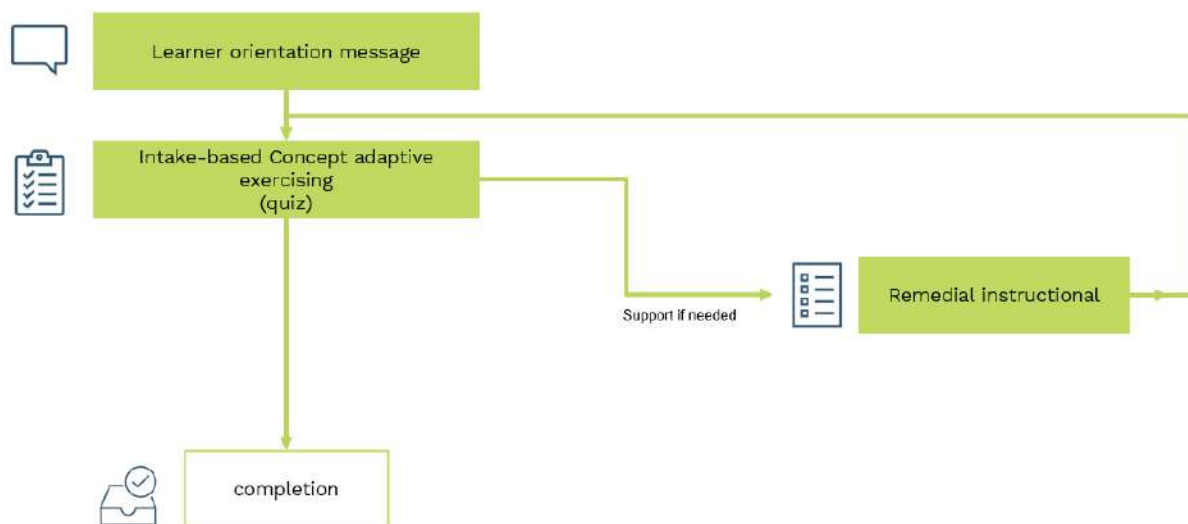 Learner orientation message
Intake-based Concept adaptive
exercising
(quiz)
Remedial instructional
Support if needed
completion